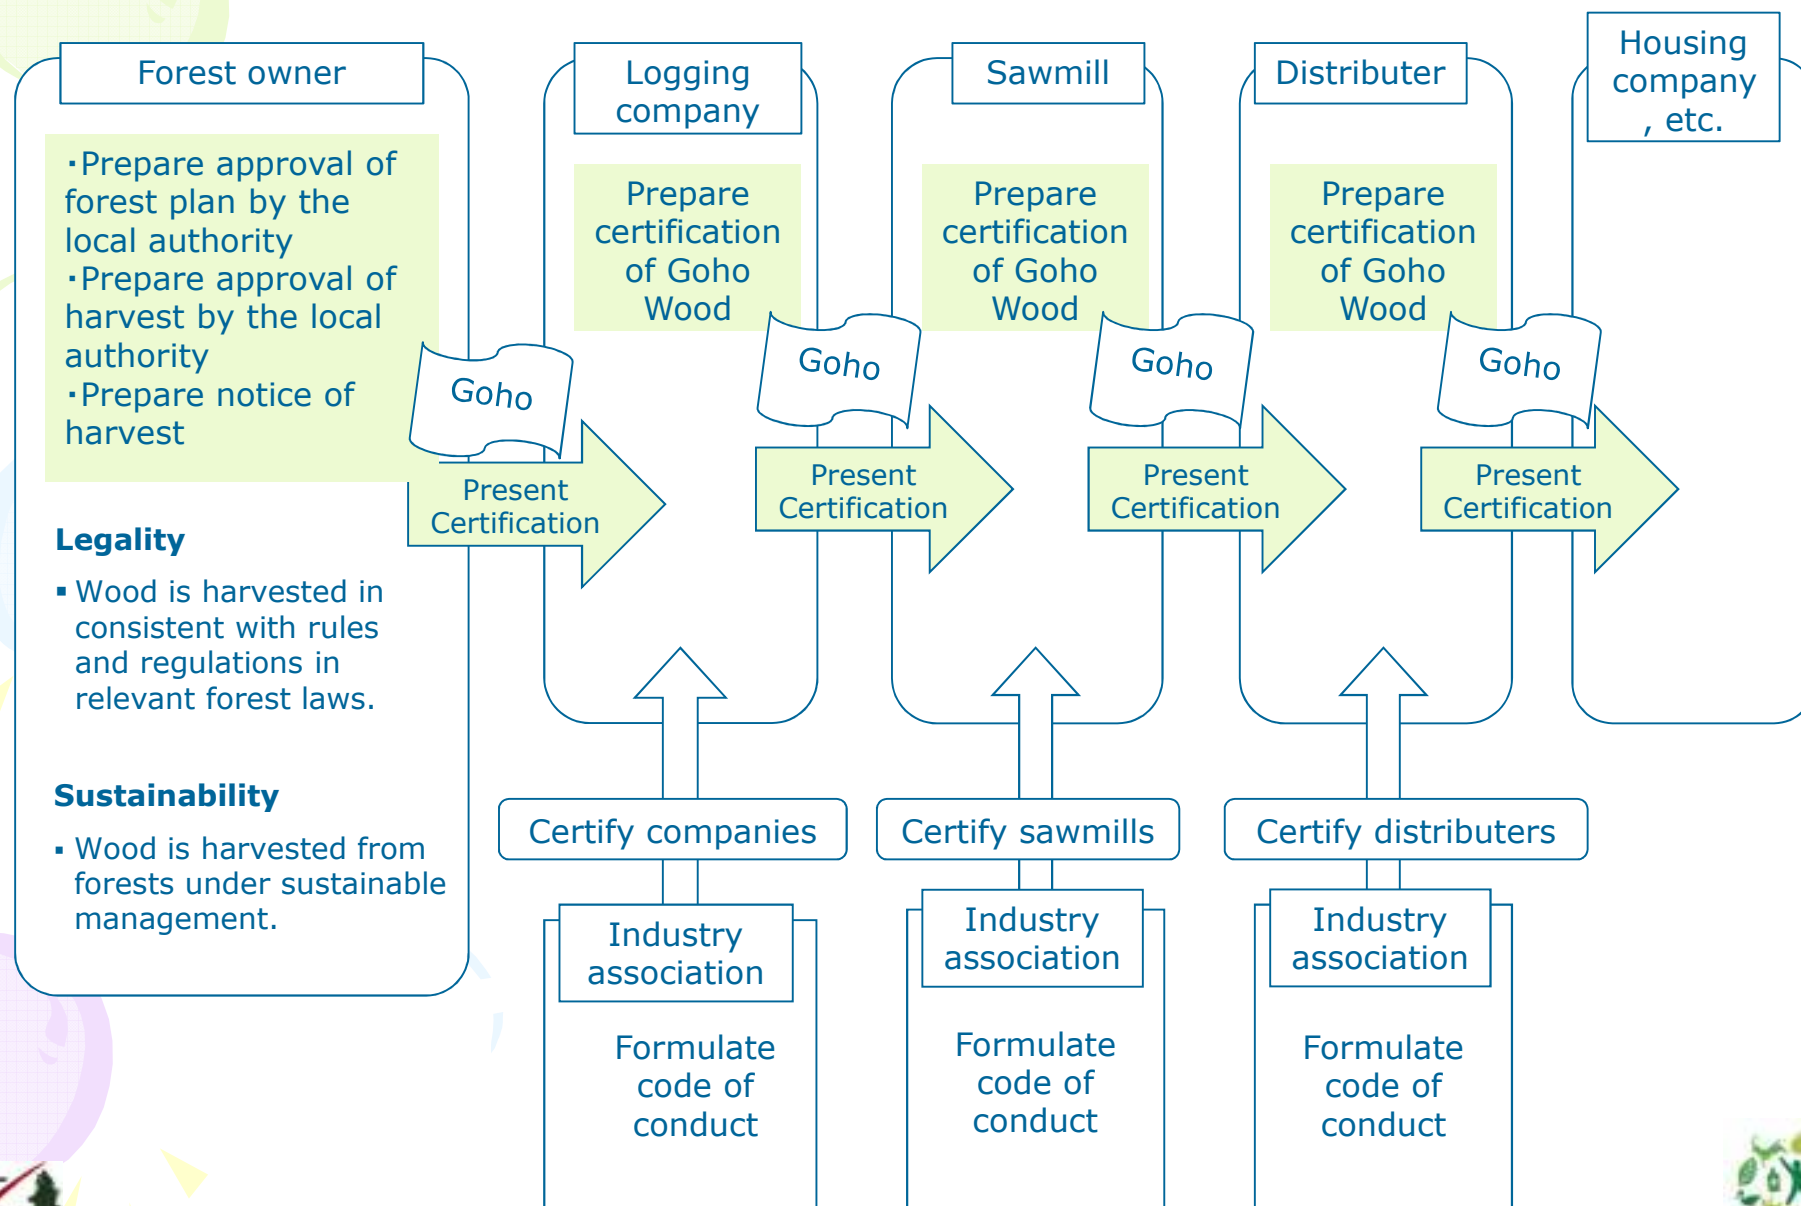 Forest owner
・Prepare approval of
forest plan by the
local authority
・Prepare approval of
harvest by the local
authority
・Prepare notice of
harvest
Legality
▪ Wood is harvested in
consistent with rules
and regulations in
relevant forest laws.
Sustainability
▪ Wood is harvested from
forests under sustainable
management.
Goho
Present
Certification
Logging
company
Prepare
certification
of Goho
Wood
Goho
Present
Certification
Certify companies
Industry
association
Formulate
code of
conduct
Sawmill
Prepare
certification
of Goho
Wood
Goho
Present
Certification
Certify sawmills
Industry
association
Formulate
code of
conduct
Distributer
Prepare
certification
of Goho
Wood
Goho
Present
Certification
Certify distributers
Industry
association
Formulate
code of
conduct
Housing
company
, etc.